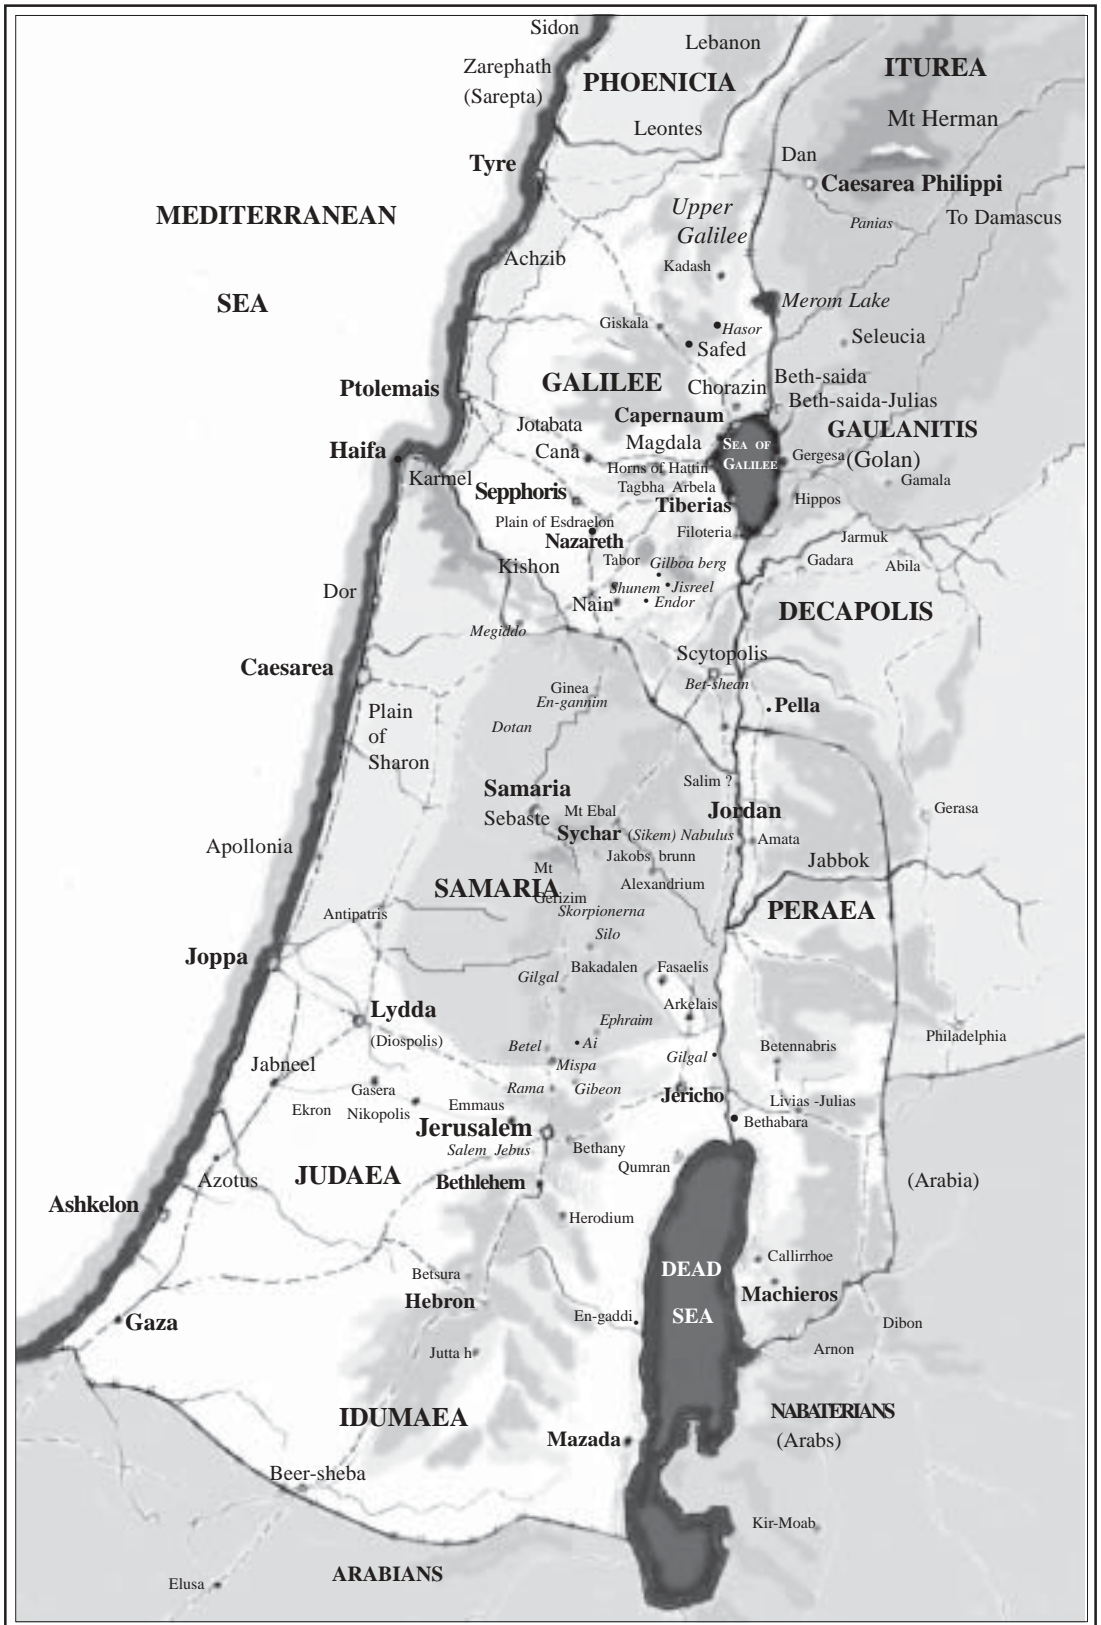 Sidon
Lebanon
Zarephath
(Sarepta)
PHOENICIA
ITUREA
Mt Herman
Leontes
Dan
Tyre
Caesarea Philippi
MEDITERRANEAN
SEA
Upper
Galilee
Panias
To Damascus
Achzib
Kadash
Merom Lake
Giskala
Hasor
Safed
Seleucia
Ptolemais
GALILEE
Chorazin
Beth-saida
Beth-saida-Julias
Capernaum
Jotabata
GAULANITIS
(Golan)
Haifa
Cana
Magdala
SEA OF
GALILEE
Gergesa
Karmel
Horns of Hattin
Gamala
Sepphoris
Tagbha Arbela
Tiberias
Hippos
Plain of Esdraelon
Nazareth
Filoteria
Jarmuk
Kishon
Tabor
Gilboa berg
Gadara
Abila
Dor
Shunem
Jisreel
Nain
Endor
DECAPOLIS
Megiddo
Caesarea
Scytopolis
Bet-shean
Ginea
En-gannim
Pella
Plain
of
Sharon
Dotan
Samaria
Sebaste
Salim ?
Mt Ebal
Jordan
Gerasa
Sychar (Sikem) Nabulus
Amata
Apollonia
Jakobs brunn
Jabbok
Mt
Gerizim
SAMARIA
Alexandrium
Skorpionerna
PERAEA
Antipatris
Silo
Joppa
Gilgal
Bakadalen
Fasaelis
Arkelais
Lydda
(Diospolis)
Ephraim
Philadelphia
Betel
Ai
Gilgal
Betennabris
Jabneel
Mispa
Gasera
Rama
Gibeon
Jericho
Livias -Julias
Ekron
Nikopolis
Emmaus
Bethabara
Jerusalem
Salem Jebus
Bethany
Qumran
Azotus
JUDAEA
Bethlehem
(Arabia)
Ashkelon
Herodium
Callirrhoe
Betsura
DEAD
SEA
Machieros
Hebron
En-gaddi
Gaza
Dibon
Jutta h
Arnon
IDUMAEA
NABATERIANS
(Arabs)
Mazada
Beer-sheba
Kir-Moab
ARABIANS
Elusa